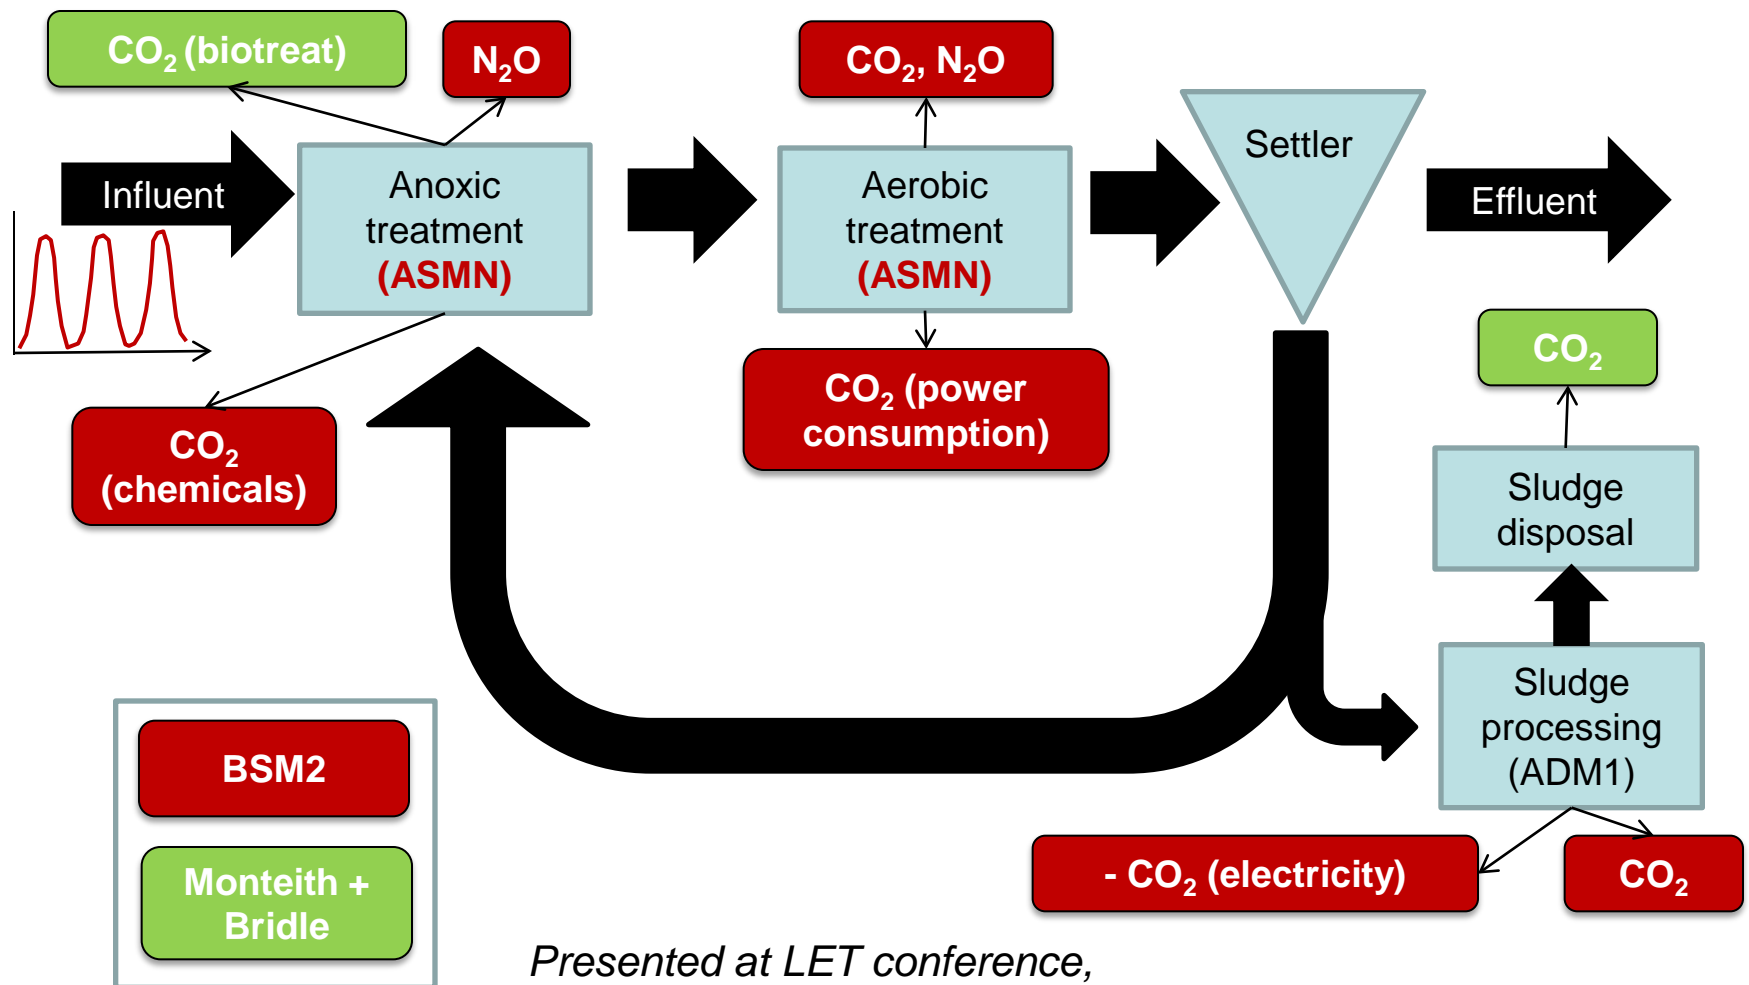 CO₂ (biotreat)
N₂O
CO₂, N₂O
Settler
Influent
Anoxic
treatment
(ASMN)
Aerobic
treatment
(ASMN)
Effluent
CO₂
CO₂ (power
consumption)
CO₂
(chemicals)
Sludge
disposal
Sludge
processing
(ADM1)
BSM2
Monteith +
Bridle
- CO₂ (electricity)
CO₂
Presented at LET conference,